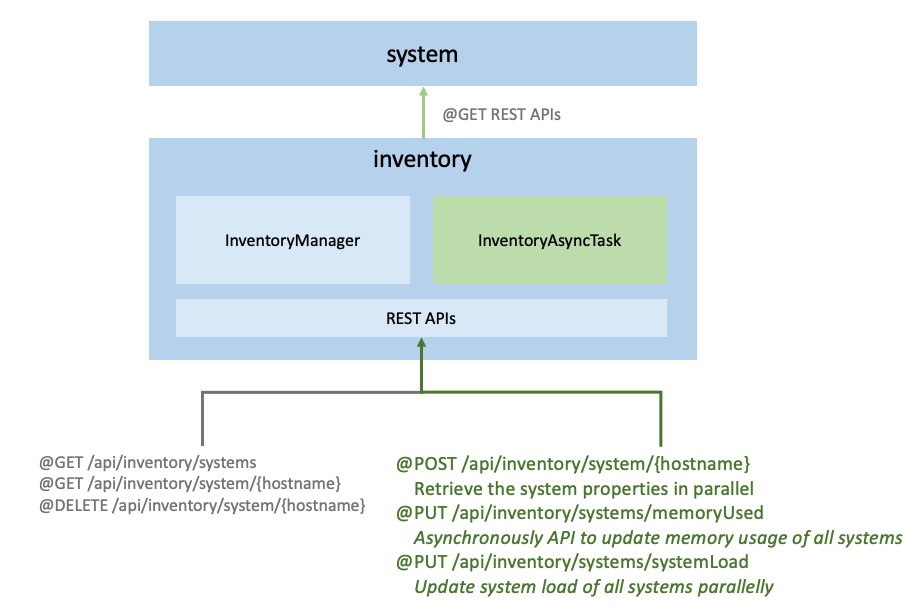 system
@GET REST APIs
inventory
InventoryManager
InventoryAsyncTask
REST APIs
@GET /api/inventory/systems
@GET /api/inventory/system/{hostname}
@DELETE /api/inventory/system/{hostname}
@POST /api/inventory/system/{hostname}
Retrieve the system properties in parallel
@PUT /api/inventory/systems/memoryUsed
Asynchronously API to update memory usage of all systems
@PUT /api/inventory/systems/systemLoad
Update system load of all systems parallelly